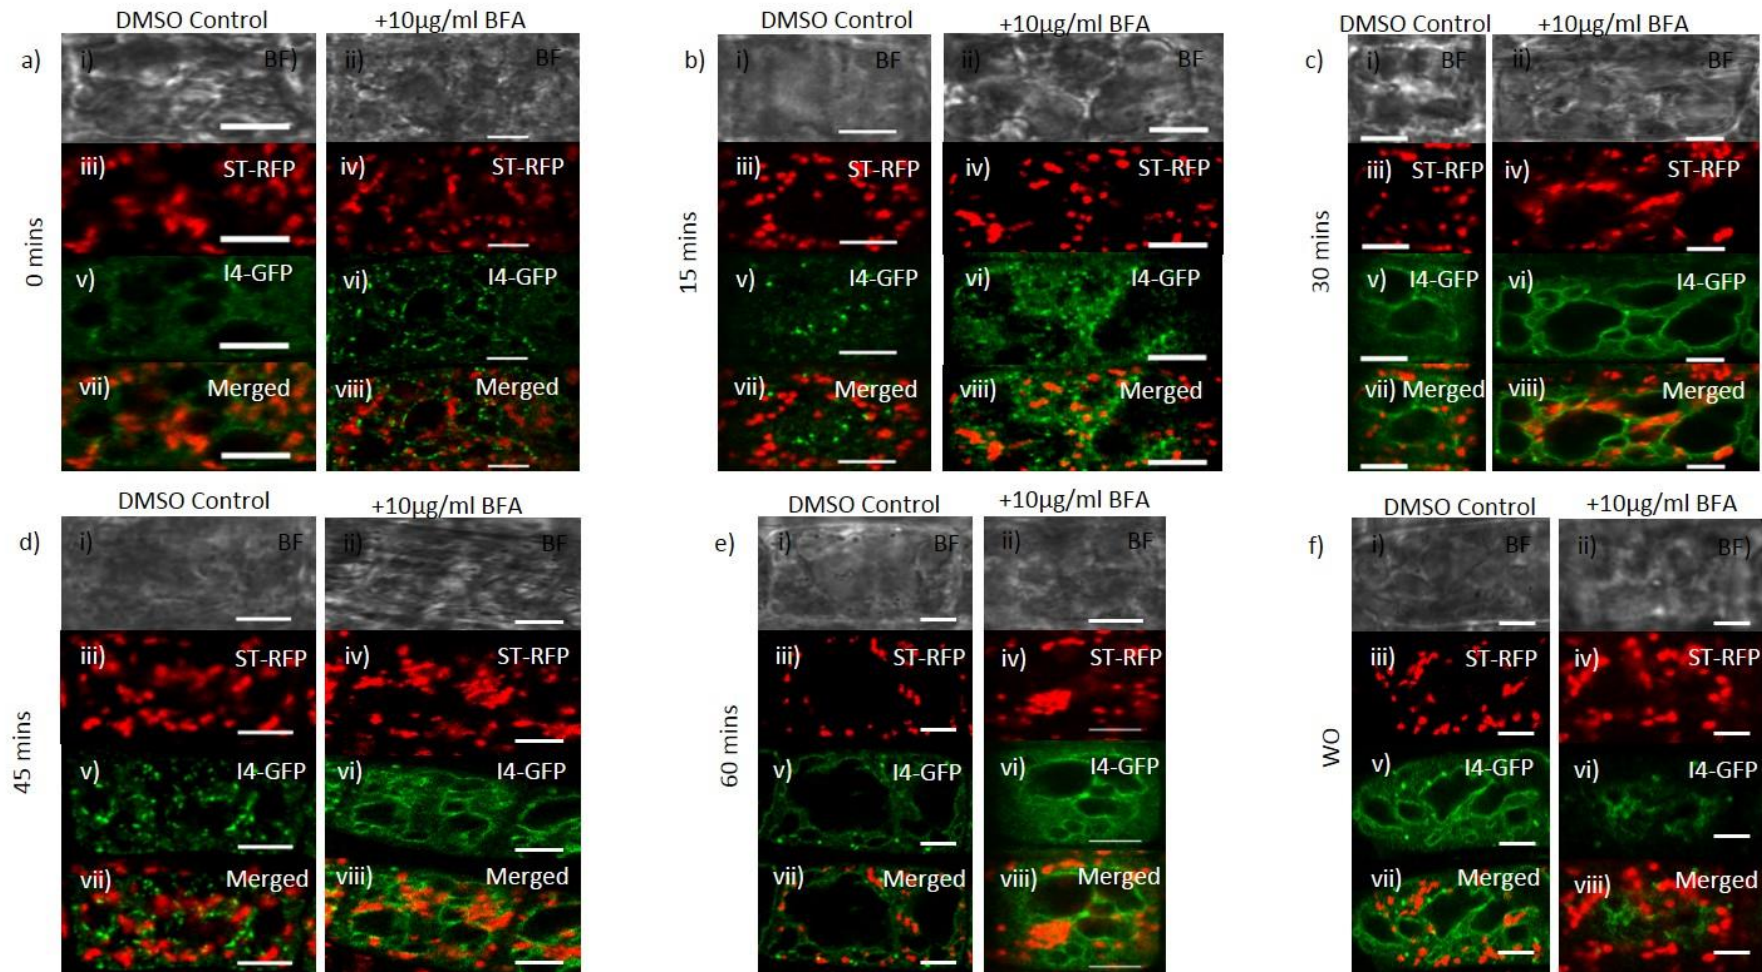 DMSO Control +10µg/ml BFA
a) i) BF) ii) BF
iii) ST-RFP iv) ST-RFP
0 mins
v) I4-GFP vi) I4-GFP
vii) Merged viii) Merged
DMSO Control +10µg/ml BFA
b) i) BF ii) BF
iii) ST-RFP iv) ST-RFP
15 mins
v) I4-GFP vi) I4-GFP
vii) Merged viii) Merged
DMSO Control +10µg/ml BFA
c) i) BF ii) BF
iii) ST-RFP iv) ST-RFP
30 mins
v) I4-GFP vi) I4-GFP
vii) Merged viii) Merged
DMSO Control +10µg/ml BFA
d) i) BF ii) BF
iii) ST-RFP iv) ST-RFP
45 mins
v) I4-GFP vi) I4-GFP
vii) Merged viii) Merged
DMSO Control +10µg/ml BFA
e) i) BF ii) BF
iii) ST-RFP iv) ST-RFP
60 mins
v) I4-GFP vi) I4-GFP
vii) Merged viii) Merged
DMSO Control +10µg/ml BFA
f) i) BF ii) BF)
iii) ST-RFP iv) ST-RFP
WO
v) I4-GFP vi) I4-GFP
vii) Merged viii) Merged